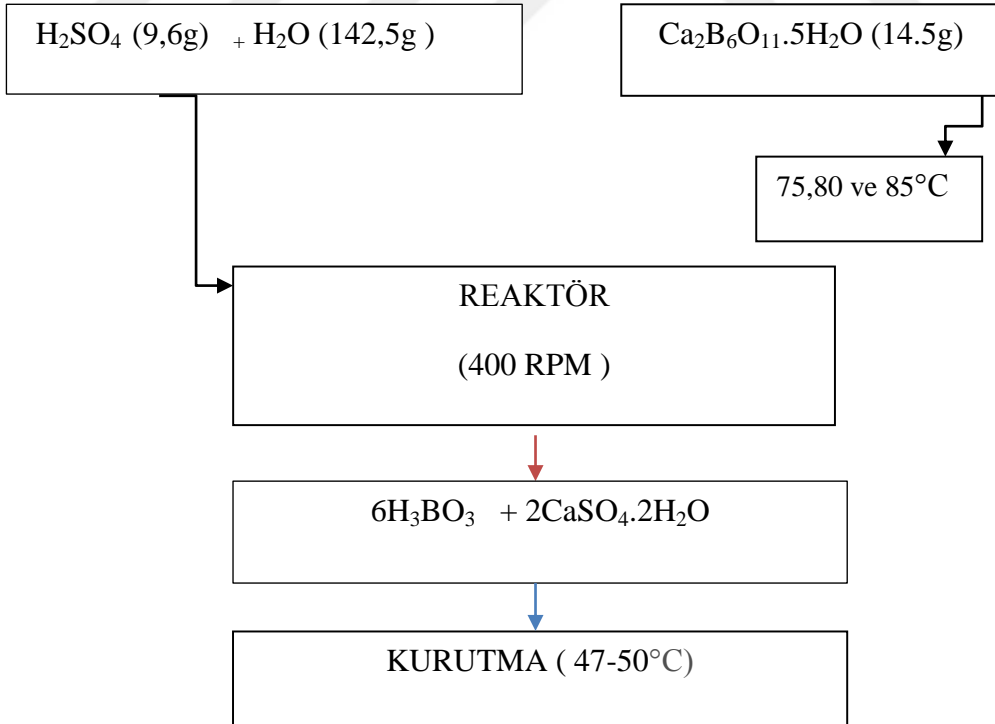 H₂SO₄ (9,6g) + H₂O (142,5g )
Ca₂B₆O₁₁.5H₂O (14.5g)
75,80 ve 85°C
REAKTÖR
(400 RPM )
6H₃BO₃ + 2CaSO₄.2H₂O
KURUTMA ( 47-50°C)